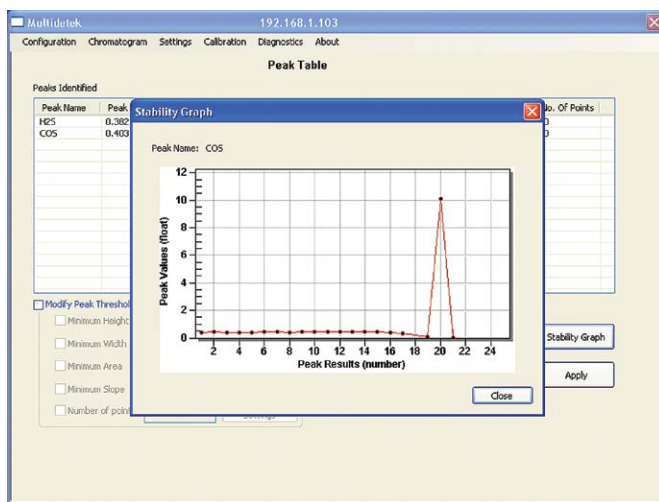 Multidetek 192.168.1.103
Configuration Chromatogram Settings Calibration Diagnostics About
Peak Table
Peaks Identified
Peak Name Peak No. Of Points
H2S 0.382 0
COS 0.403 0
Stability Graph
Peak Name: COS
12
10
8
6
4
2
0
Peak Values (float)
2 4 6 8 10 12 14 16 18 20 22 24
Peak Results (number)
Close
Modify Peak Threshol
Minimum Height
Minimum Width
Minimum Area
Minimum Slope
Number of point
Stability Graph
Apply